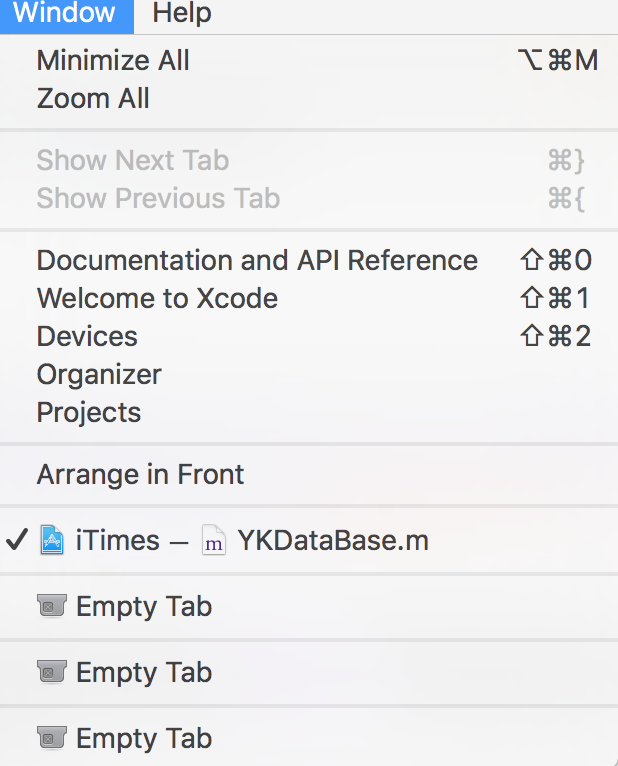 Window Help
Minimize All ⌥⌘M
Zoom All
Show Next Tab ⌘}
Show Previous Tab ⌘{
Documentation and API Reference ⇧⌘0
Welcome to Xcode ⇧⌘1
Devices ⇧⌘2
Organizer
Projects
Arrange in Front
✓ iTimes — m YKDataBase.m
Empty Tab
Empty Tab
Empty Tab